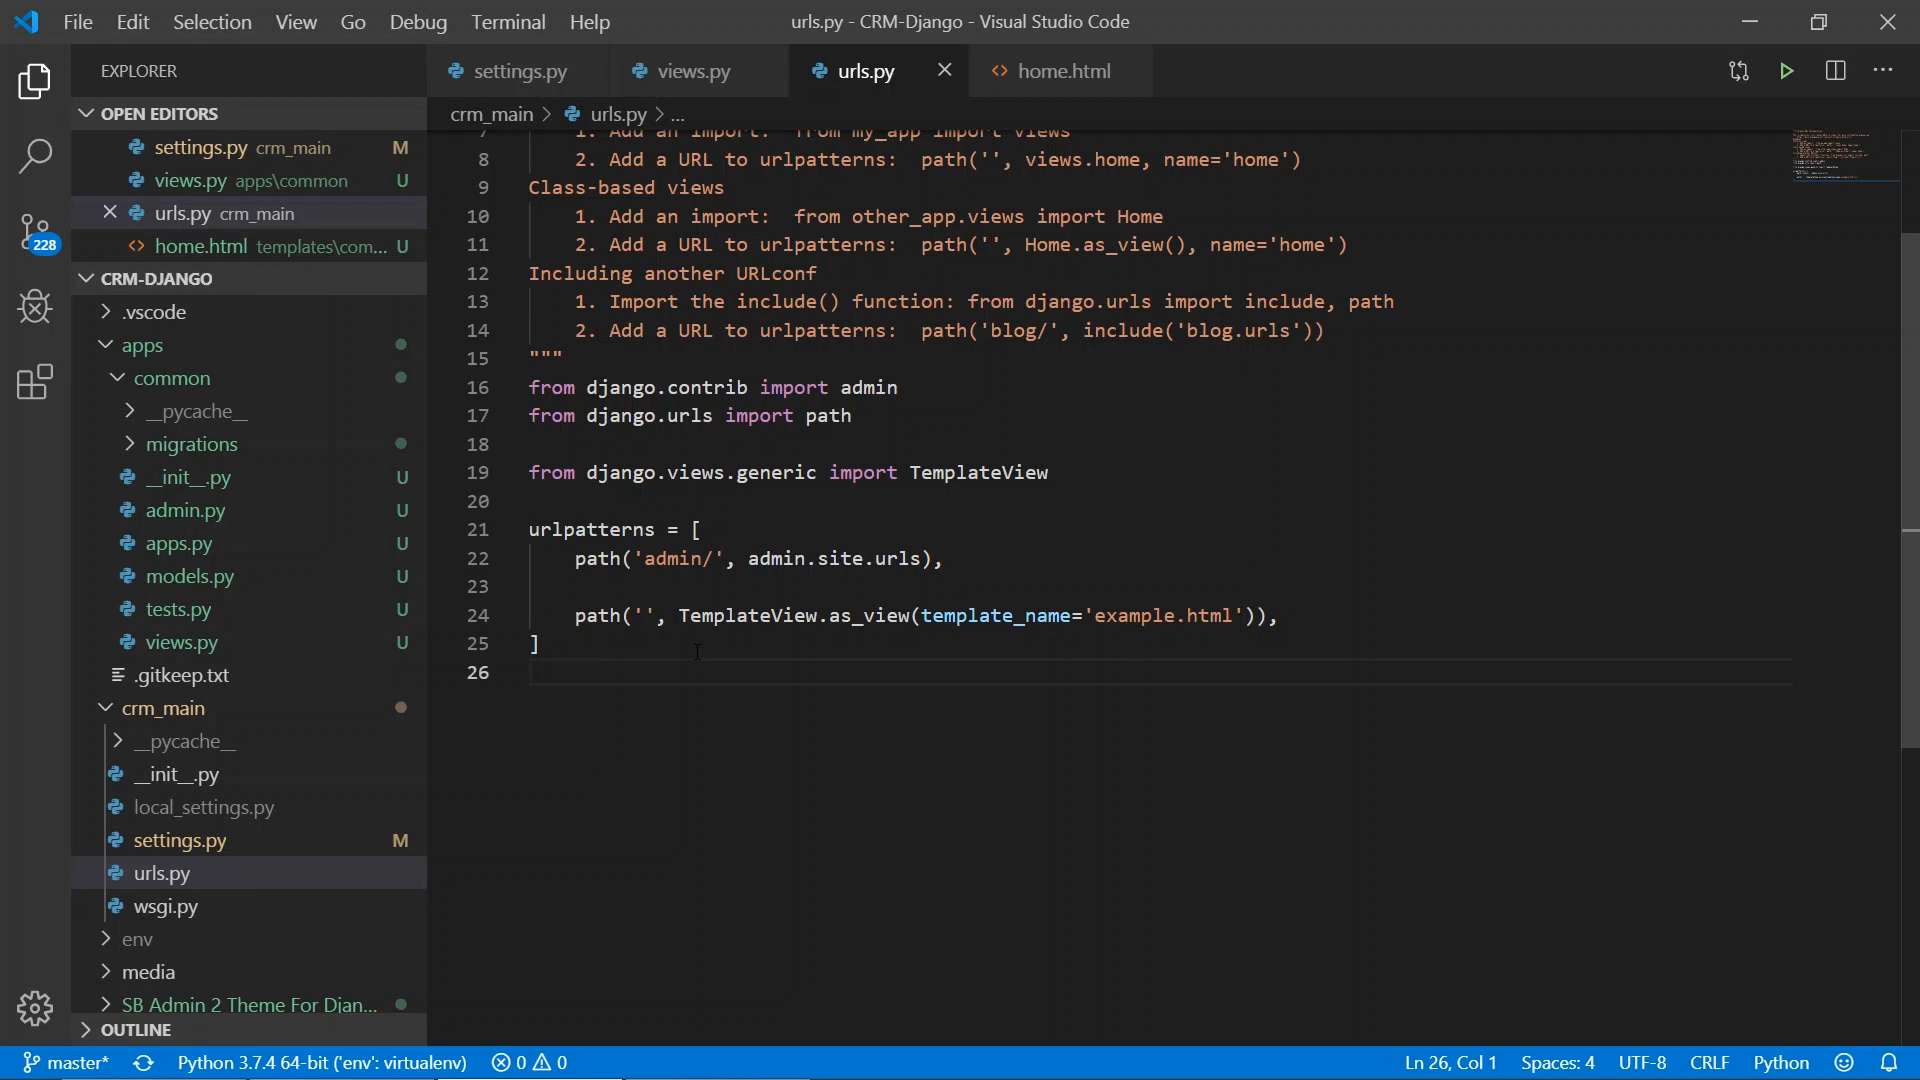 File Edit Selection View Go Debug Terminal Help urls.py - CRM-Django - Visual Studio Code
EXPLORER
settings.py views.py urls.py home.html
OPEN EDITORS
settings.py crm_main M
views.py apps\common U
urls.py crm_main
home.html templates\com... U
CRM-DJANGO
.vscode
apps
common
__pycache__
migrations
__init__.py U
admin.py U
apps.py U
models.py U
tests.py U
views.py U
.gitkeep.txt
crm_main
__pycache__
__init__.py
local_settings.py
settings.py M
urls.py
wsgi.py
env
media
SB Admin 2 Theme For Djan...
OUTLINE
228
crm_main > urls.py > ...
7 1. Add an import: from my_app import views
8 2. Add a URL to urlpatterns: path('', views.home, name='home')
9 Class-based views
10 1. Add an import: from other_app.views import Home
11 2. Add a URL to urlpatterns: path('', Home.as_view(), name='home')
12 Including another URLconf
13 1. Import the include() function: from django.urls import include, path
14 2. Add a URL to urlpatterns: path('blog/', include('blog.urls'))
15 """
16 from django.contrib import admin
17 from django.urls import path
18
19 from django.views.generic import TemplateView
20
21 urlpatterns = [
22 path('admin/', admin.site.urls),
23
24 path('', TemplateView.as_view(template_name='example.html')),
25 ]
26
master* Python 3.7.4 64-bit ('env': virtualenv) 0 0 Ln 26, Col 1 Spaces: 4 UTF-8 CRLF Python